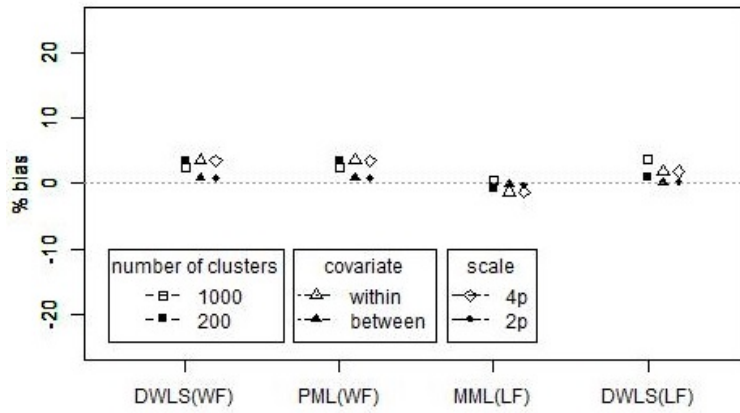 20
10
0
-10
-20
% bias
number of clusters
1000
200
covariate
within
between
scale
4p
2p
DWLS(WF) PML(WF) MML(LF) DWLS(LF)